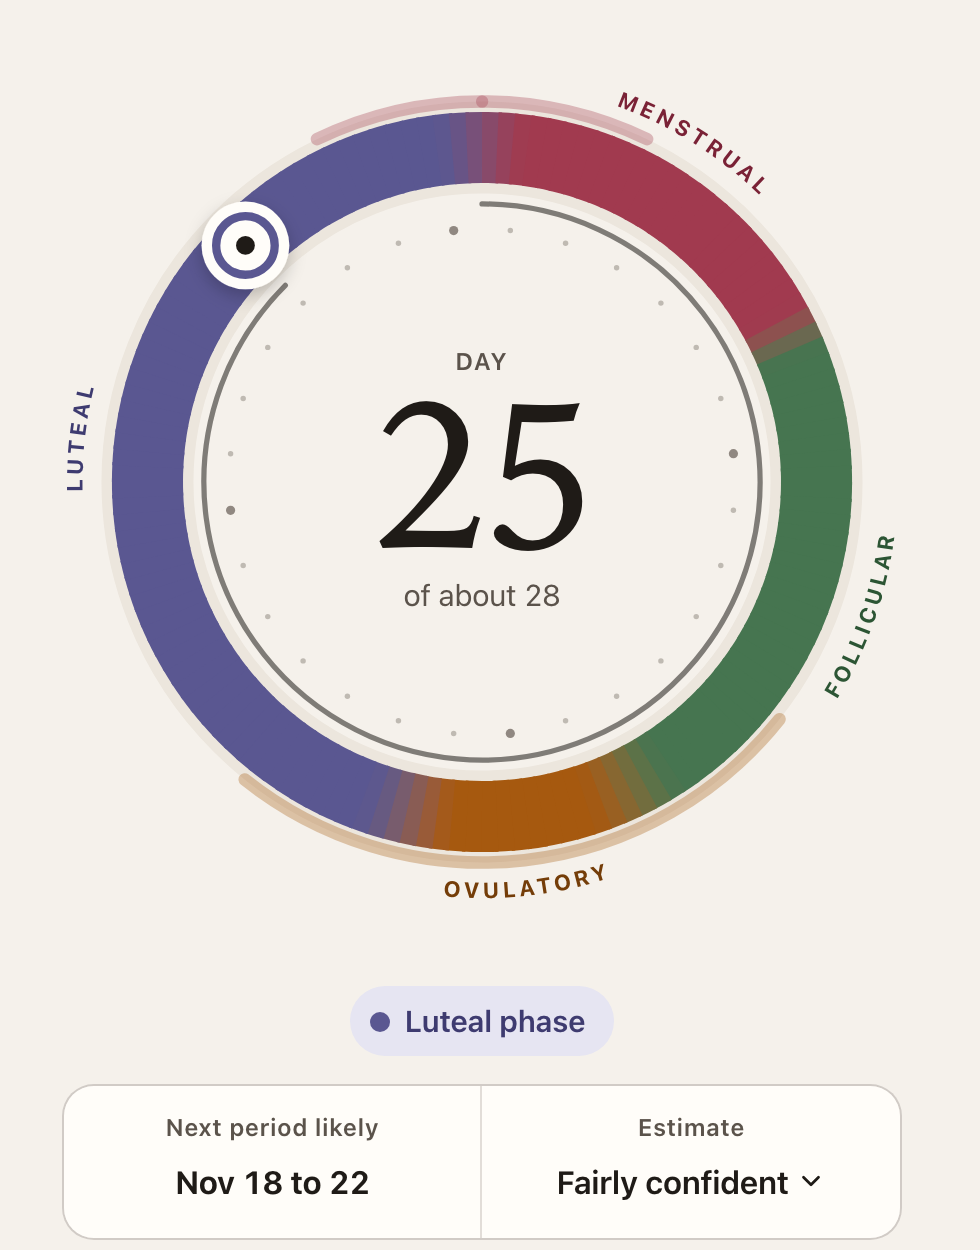 MENSTRUAL
LUTEAL
DAY
25
of about 28
FOLLICULAR
OVULATORY
Luteal phase
Next period likely
Nov 18 to 22
Estimate
Fairly confident